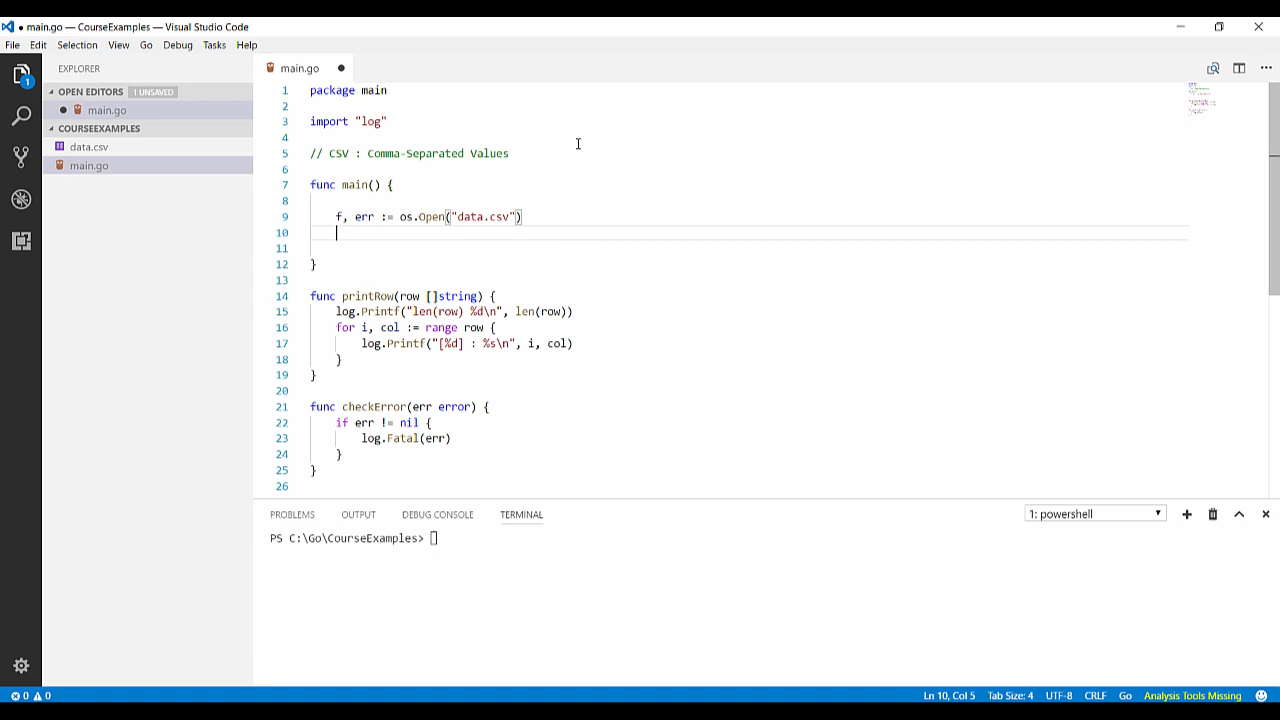 ● main.go — CourseExamples — Visual Studio Code
File Edit Selection View Go Debug Tasks Help
EXPLORER
OPEN EDITORS 1 UNSAVED
● main.go
COURSEEXAMPLES
data.csv
main.go
1
main.go ●
1 package main
2
3 import "log"
4
5 // CSV : Comma-Separated Values
6
7 func main() {
8
9 f, err := os.Open("data.csv")
10
11
12 }
13
14 func printRow(row []string) {
15 log.Printf("len(row) %d\n", len(row))
16 for i, col := range row {
17 log.Printf("[%d] : %s\n", i, col)
18 }
19 }
20
21 func checkError(err error) {
22 if err != nil {
23 log.Fatal(err)
24 }
25 }
26
PROBLEMS OUTPUT DEBUG CONSOLE TERMINAL 1: powershell
PS C:\Go\CourseExamples>
0 0 Ln 10, Col 5 Tab Size: 4 UTF-8 CRLF Go Analysis Tools Missing